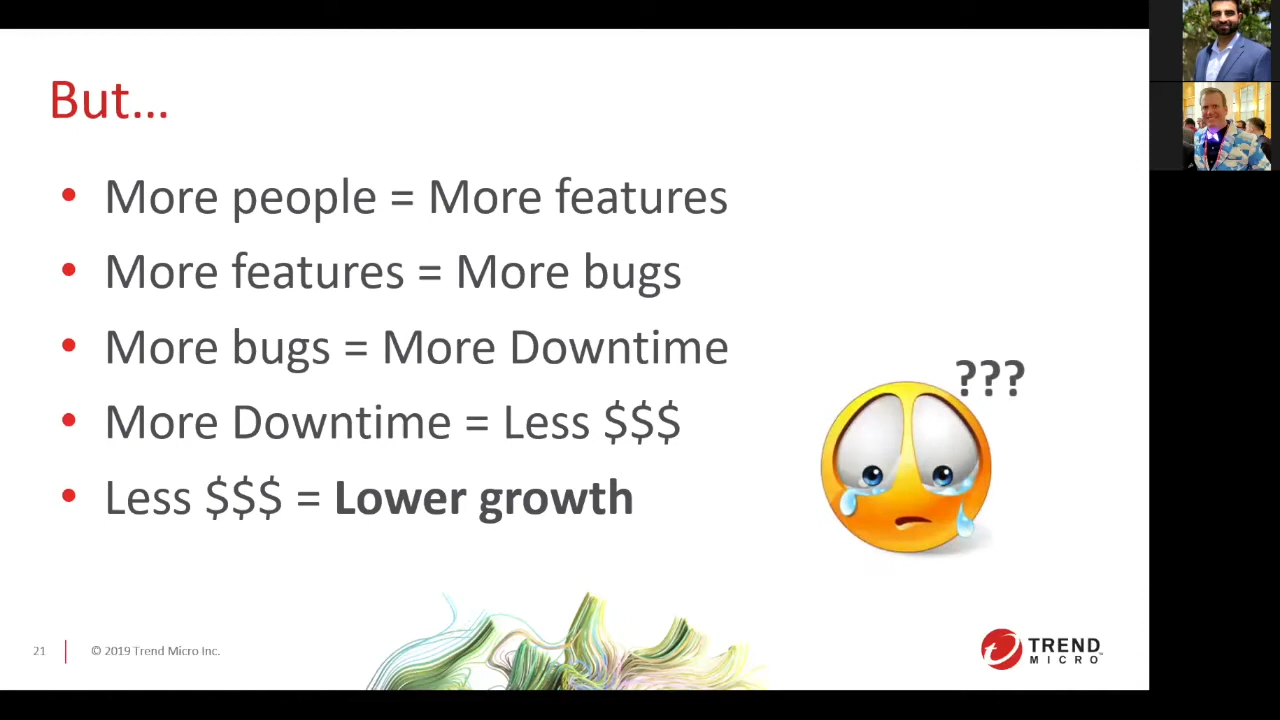 But...
• More people = More features
• More features = More bugs
• More bugs = More Downtime
• More Downtime = Less $$$
• Less $$$ = Lower growth
???
21
© 2019 Trend Micro Inc.
TREND
MICRO™